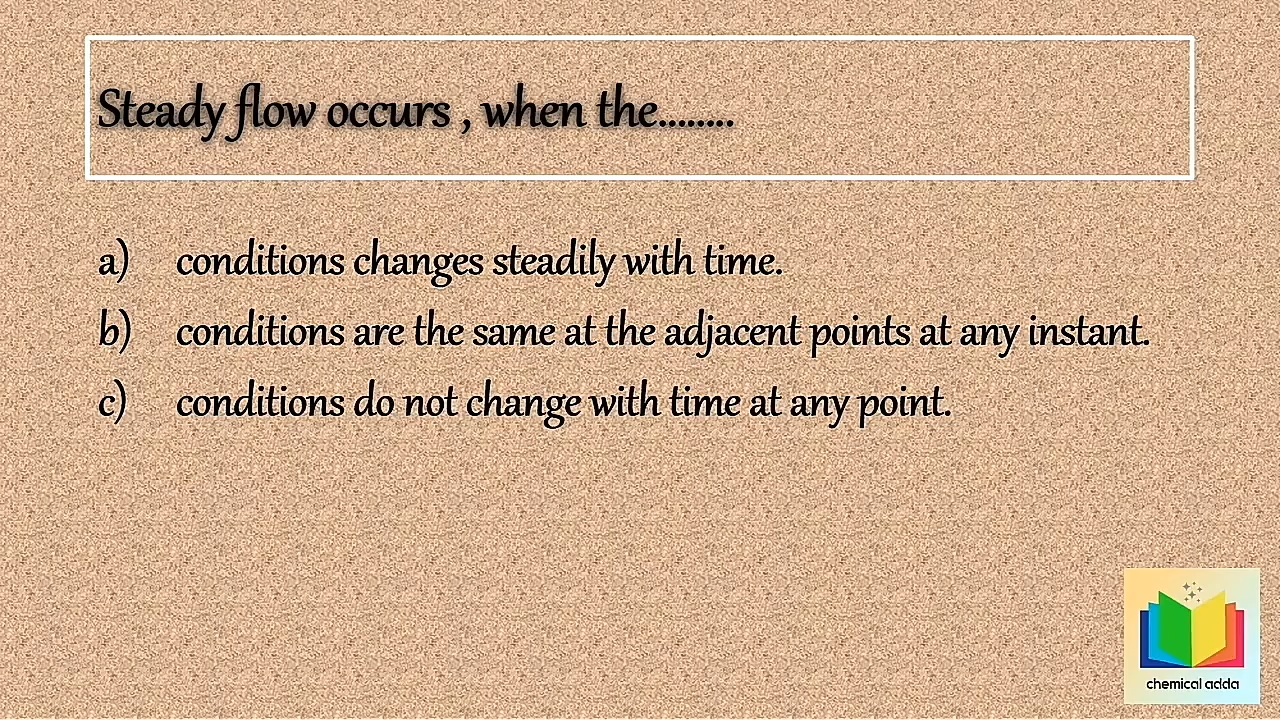 Steady flow occurs , when the........
a) conditions changes steadily with time.
b) conditions are the same at the adjacent points at any instant.
c) conditions do not change with time at any point.
chemical adda